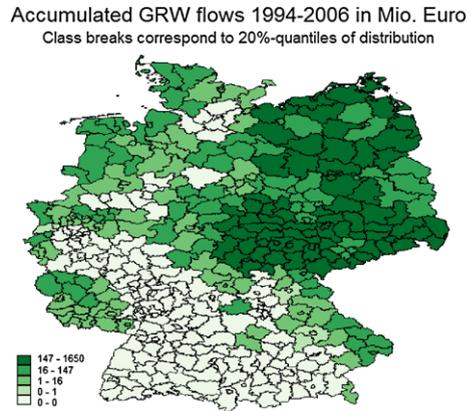 Accumulated GRW flows 1994-2006 in Mio. Euro
Class breaks correspond to 20%-quantiles of distribution
147 - 1650
16 - 147
1 - 16
0 - 1
0 - 0